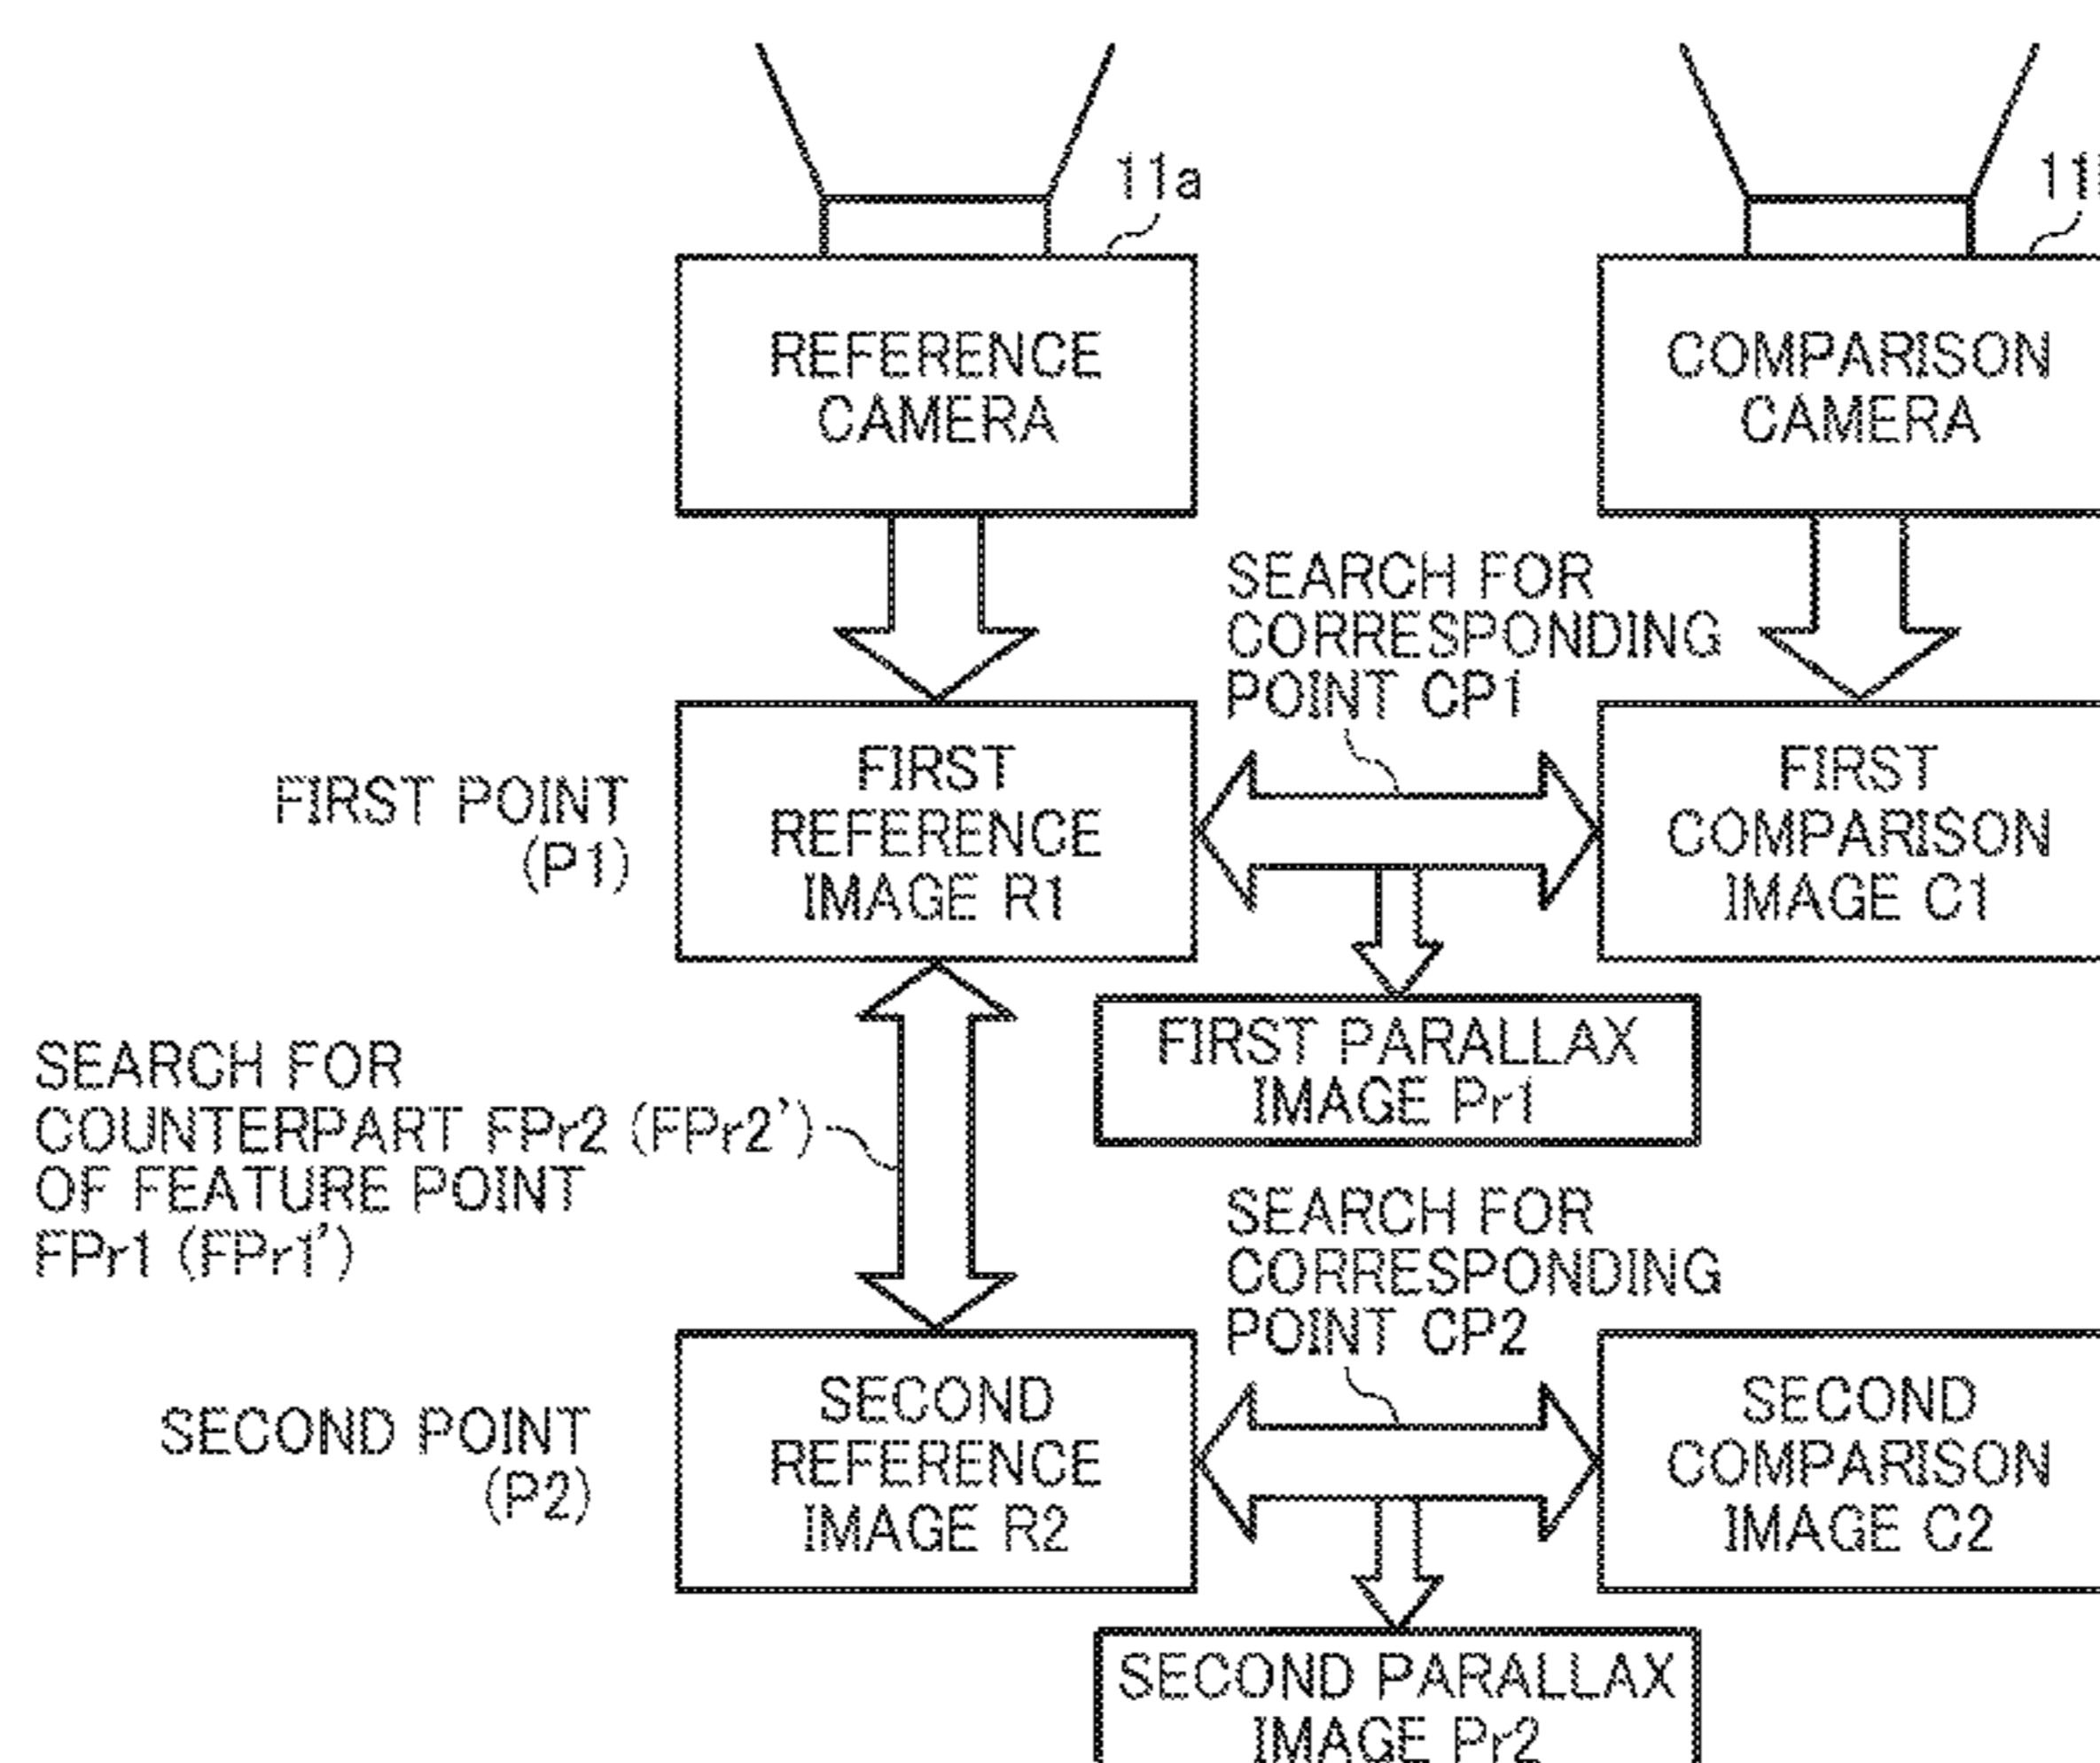 11a
REFERENCE
CAMERA
COMPARISON
CAMERA
SEARCH FOR
CORRESPONDING
POINT CP1
FIRST POINT
(P1)
FIRST
REFERENCE
IMAGE R1
FIRST
COMPARISON
IMAGE C1
FIRST PARALLAX
IMAGE Pr1
SEARCH FOR
COUNTERPART FPr2 (FPr2’)
OF FEATURE POINT
FPr1 (FPr1’)
SEARCH FOR
CORRESPONDING
POINT CP2
SECOND POINT
(P2)
SECOND
REFERENCE
IMAGE R2
SECOND
COMPARISON
IMAGE C2
SECOND PARALLAX
IMAGE Pr2